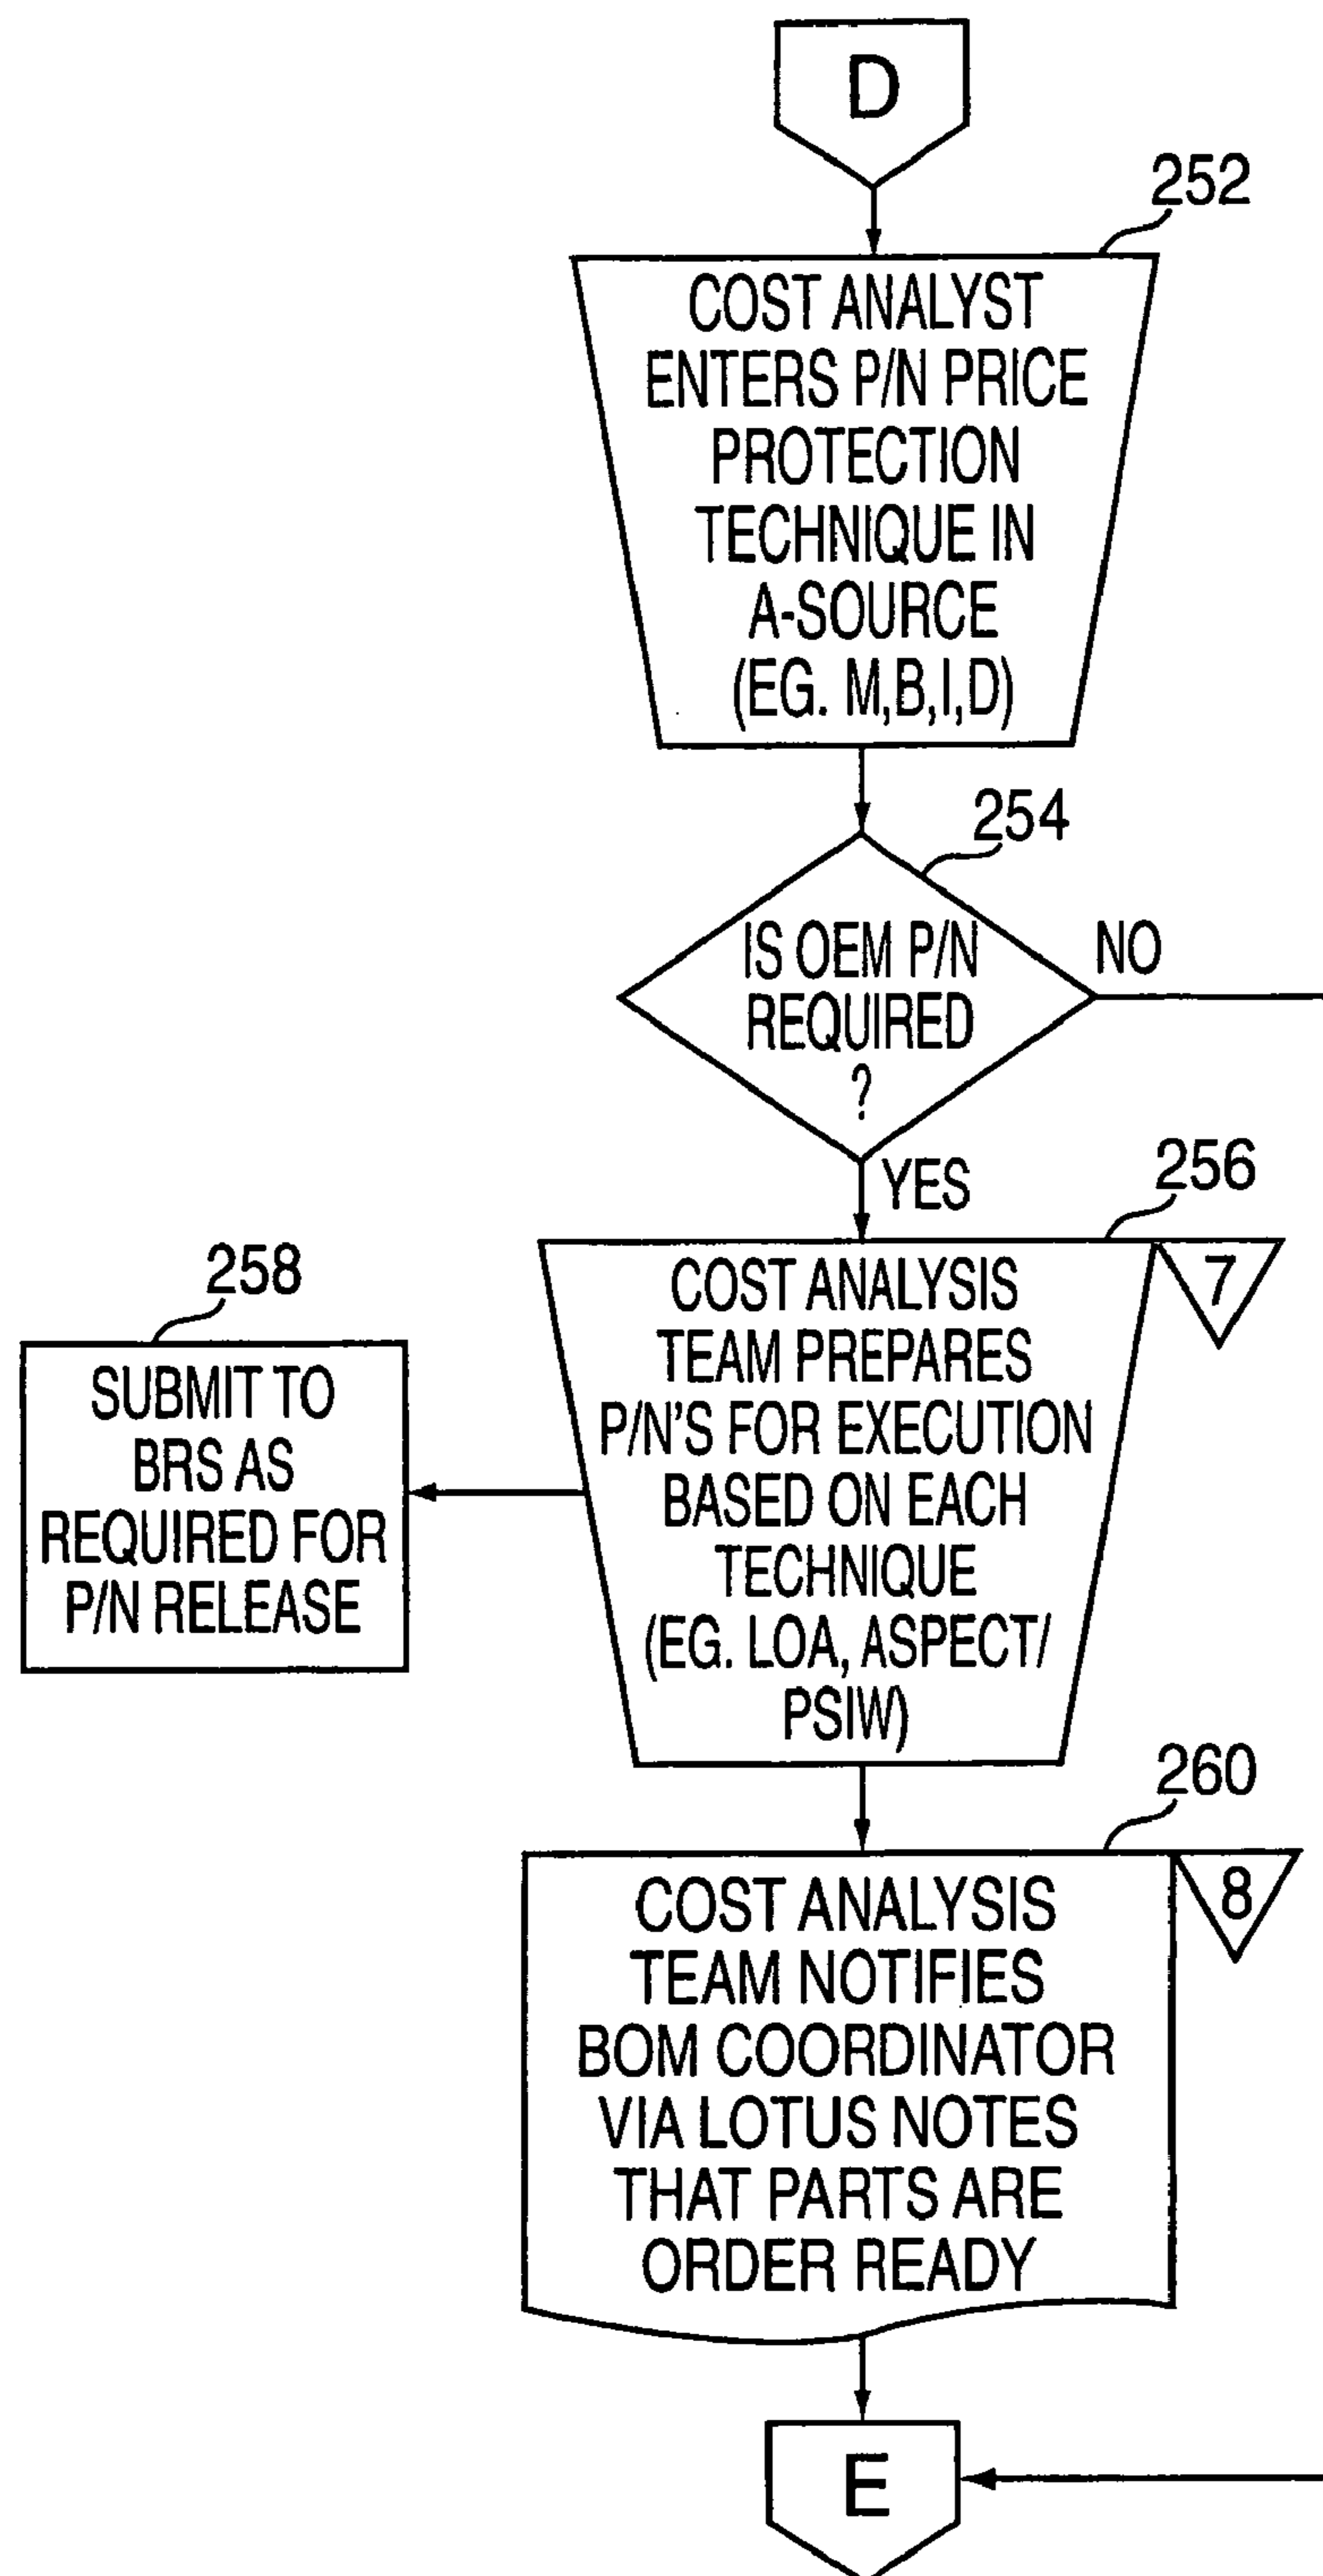 D
252
COST ANALYST
ENTERS P/N PRICE
PROTECTION
TECHNIQUE IN
A-SOURCE
(EG. M,B,I,D)
254
IS OEM P/N
REQUIRED
?
NO
YES
256
7
COST ANALYSIS
TEAM PREPARES
P/N'S FOR EXECUTION
BASED ON EACH
TECHNIQUE
(EG. LOA, ASPECT/
PSIW)
258
SUBMIT TO
BRS AS
REQUIRED FOR
P/N RELEASE
260
8
COST ANALYSIS
TEAM NOTIFIES
BOM COORDINATOR
VIA LOTUS NOTES
THAT PARTS ARE
ORDER READY
E